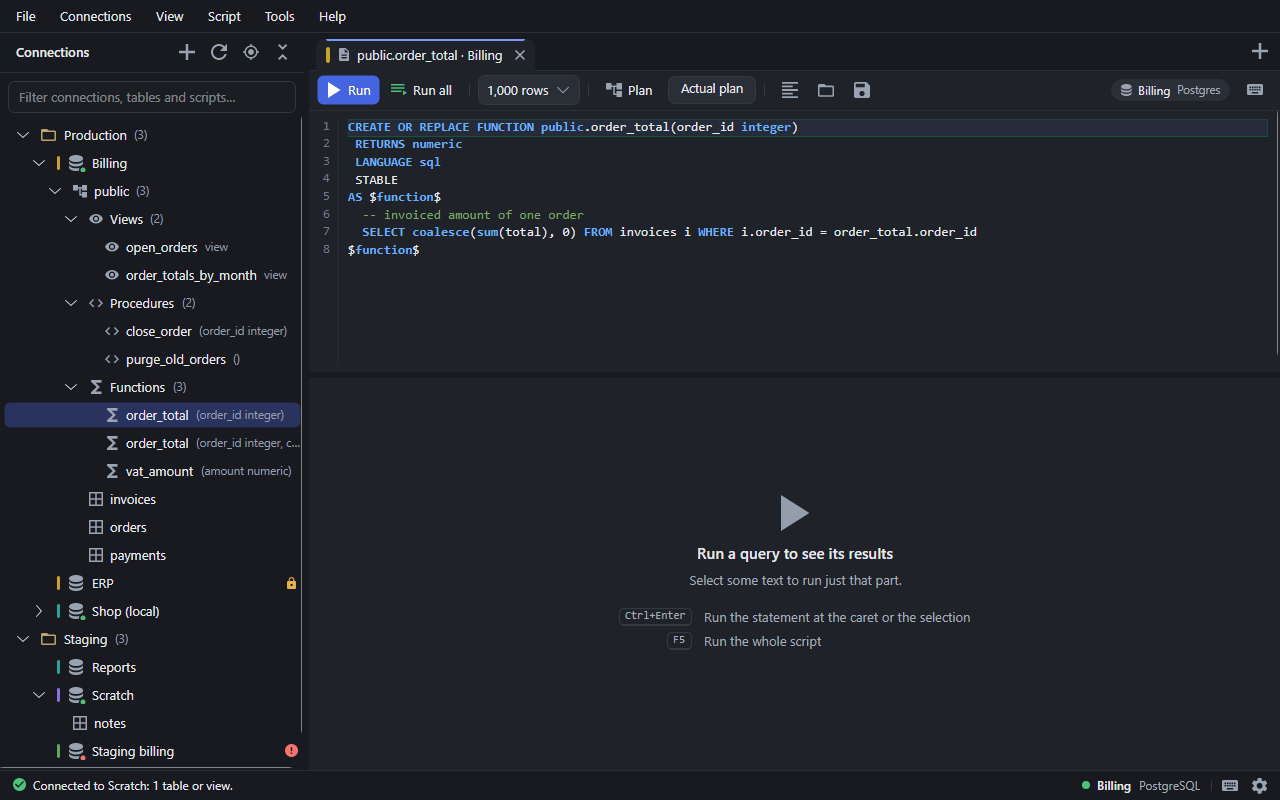 File Connections View Script Tools Help
Connections
public.order_total · Billing
Filter connections, tables and scripts...
Run Run all 1,000 rows Plan Actual plan Billing Postgres
Production (3)
Billing
public (3)
Views (2)
open_orders view
order_totals_by_month view
Procedures (2)
close_order (order_id integer)
purge_old_orders ()
Functions (3)
order_total (order_id integer)
order_total (order_id integer, c...
vat_amount (amount numeric)
invoices
orders
payments
ERP
Shop (local)
Staging (3)
Reports
Scratch
notes
Staging billing
1 CREATE OR REPLACE FUNCTION public.order_total(order_id integer)
2 RETURNS numeric
3 LANGUAGE sql
4 STABLE
5 AS $function$
6 -- invoiced amount of one order
7 SELECT coalesce(sum(total), 0) FROM invoices i WHERE i.order_id = order_total.order_id
8 $function$
Run a query to see its results
Select some text to run just that part.
Ctrl+Enter Run the statement at the caret or the selection
F5 Run the whole script
Connected to Scratch: 1 table or view.
Billing PostgreSQL